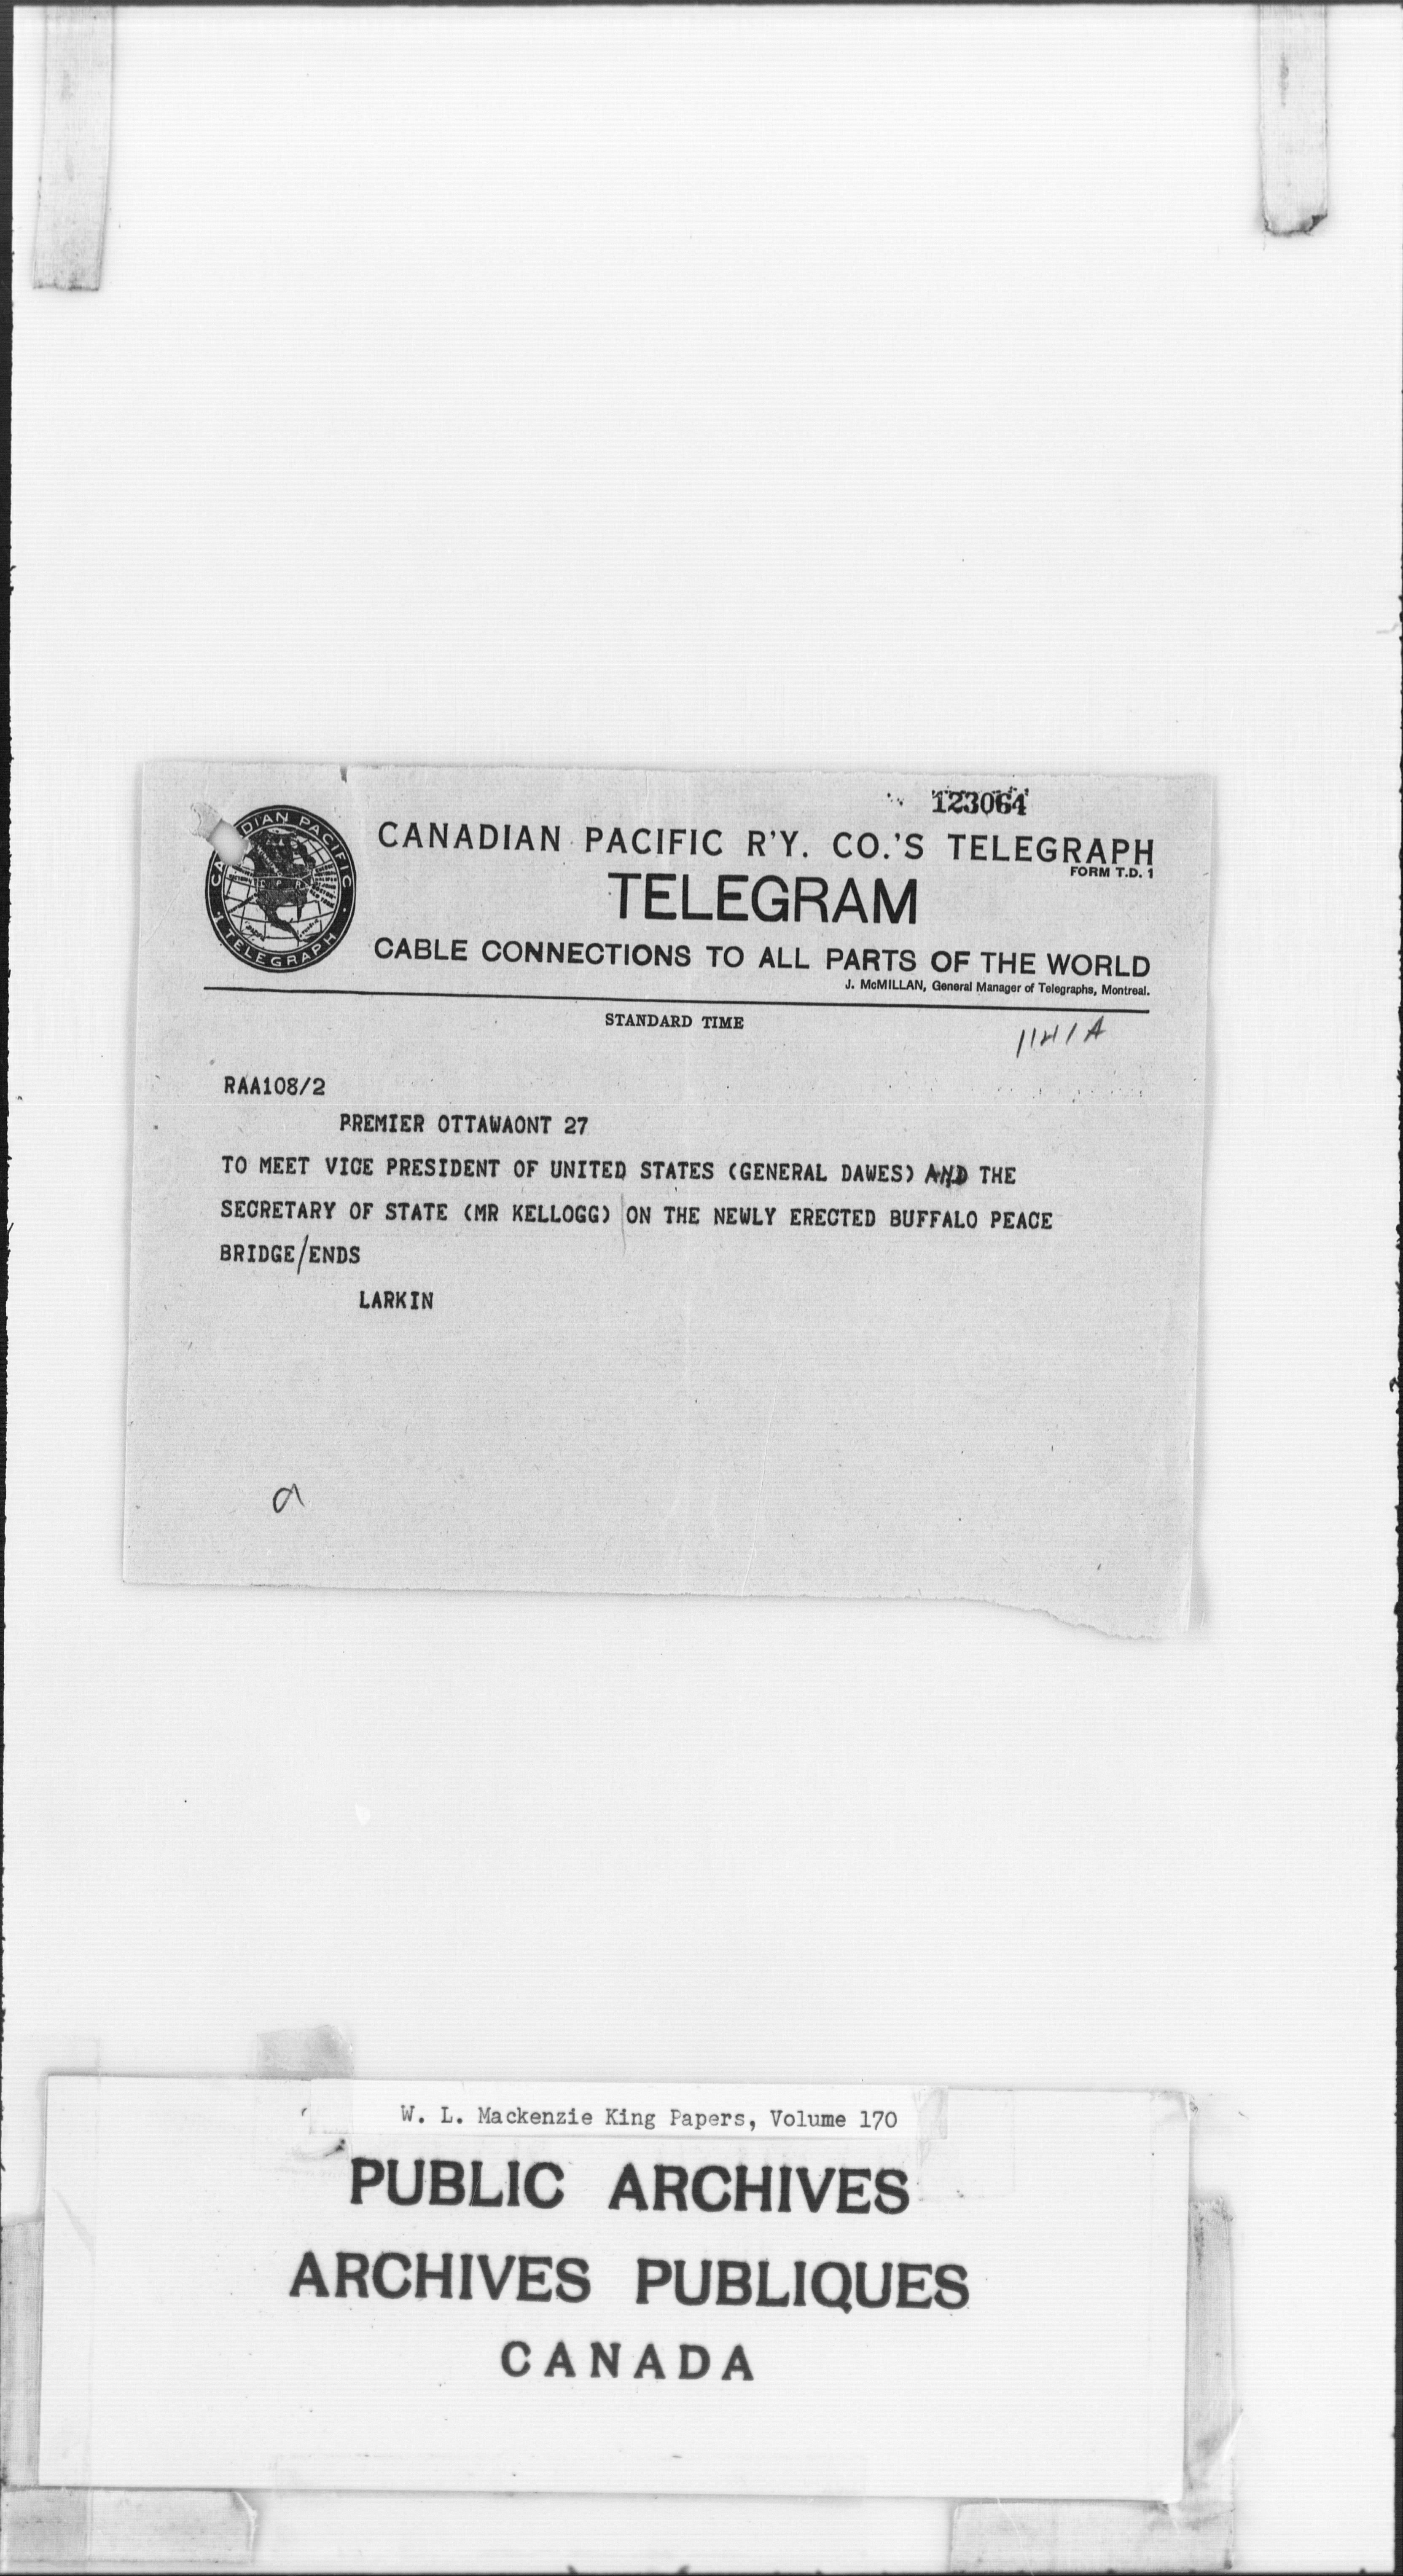 123064
CANADIAN PACIFIC
TELEGRAPH
CANADIAN PACIFIC R'Y. CO.'S TELEGRAPH
FORM T.D. 1
TELEGRAM
CABLE CONNECTIONS TO ALL PARTS OF THE WORLD
J. McMILLAN, General Manager of Telegraphs, Montreal.
STANDARD TIME
RAA108/2
PREMIER OTTAWAONT 27
TO MEET VICE PRESIDENT OF UNITED STATES (GENERAL DAWES) AND THE
SECRETARY OF STATE (MR KELLOGG) ON THE NEWLY ERECTED BUFFALO PEACE
BRIDGE/ENDS
LARKIN
a
W. L. Mackenzie King Papers, Volume 170
PUBLIC ARCHIVES
ARCHIVES PUBLIQUES
CANADA